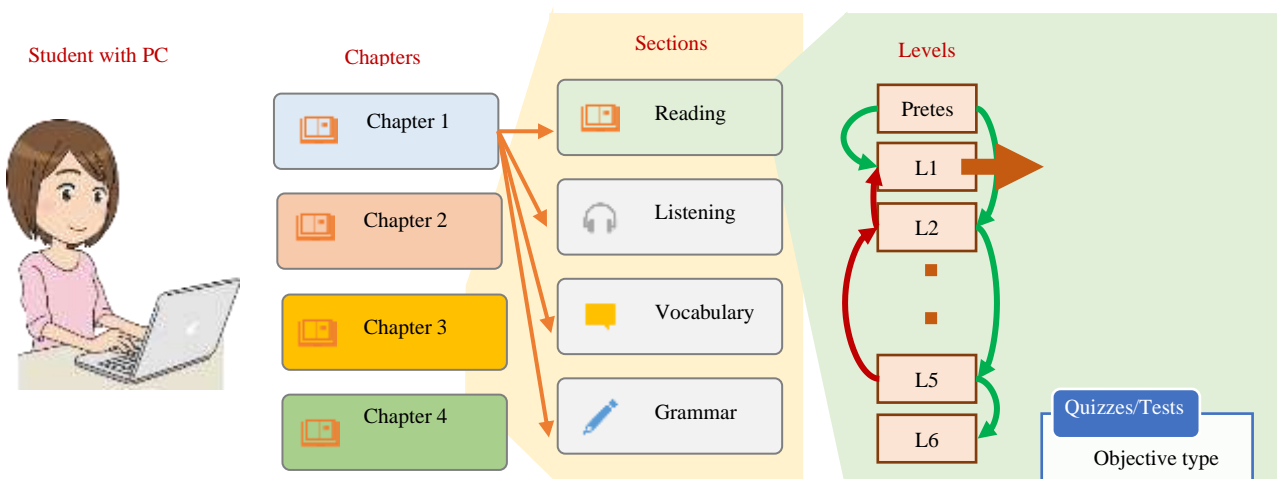 Student with PC
Chapters
Chapter 1
Chapter 2
Chapter 3
Chapter 4
Sections
Reading
Listening
Vocabulary
Grammar
Levels
Pretes
L1
L2
L5
L6
Quizzes/Tests
Objective type